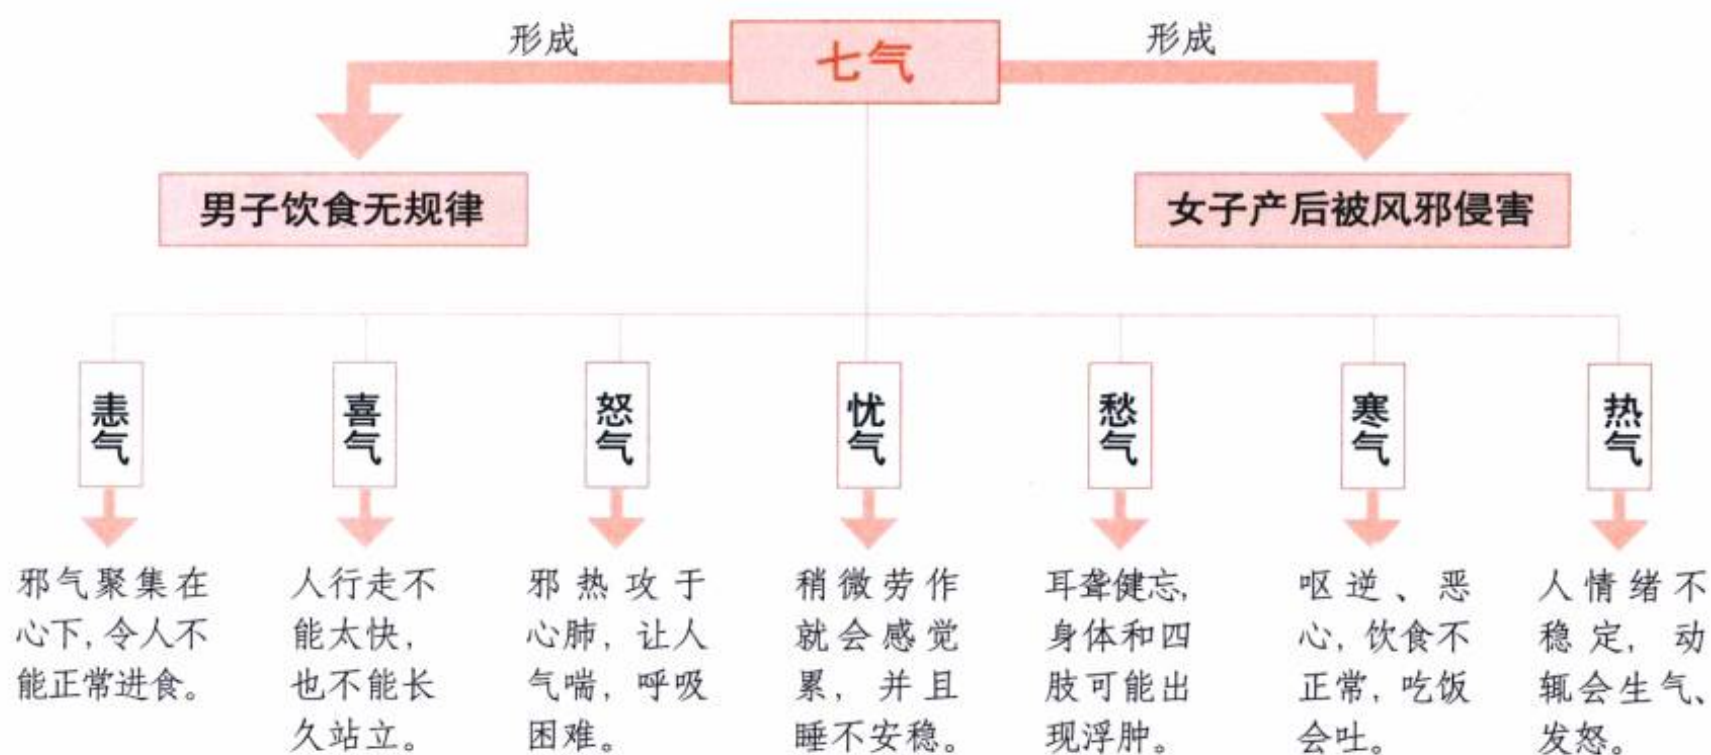 形成
七气
形成
男子饮食无规律
女子产后被风邪侵害
恚气
喜气
怒气
忧气
愁气
寒气
热气
邪气聚集在
心下，令人不
能正常进食。
人行走不
能太快，
也不能长
久站立。
邪热攻于
心肺，让人
气喘，呼吸
困难。
稍微劳作
就会感觉
累，并且
睡不安稳。
耳聋健忘，
身体和四
肢可能出
现浮肿。
呕逆、恶
心，饮食不
正常，吃饭
会吐。
人情绪不
稳定，动
辄会生气、
发怒。